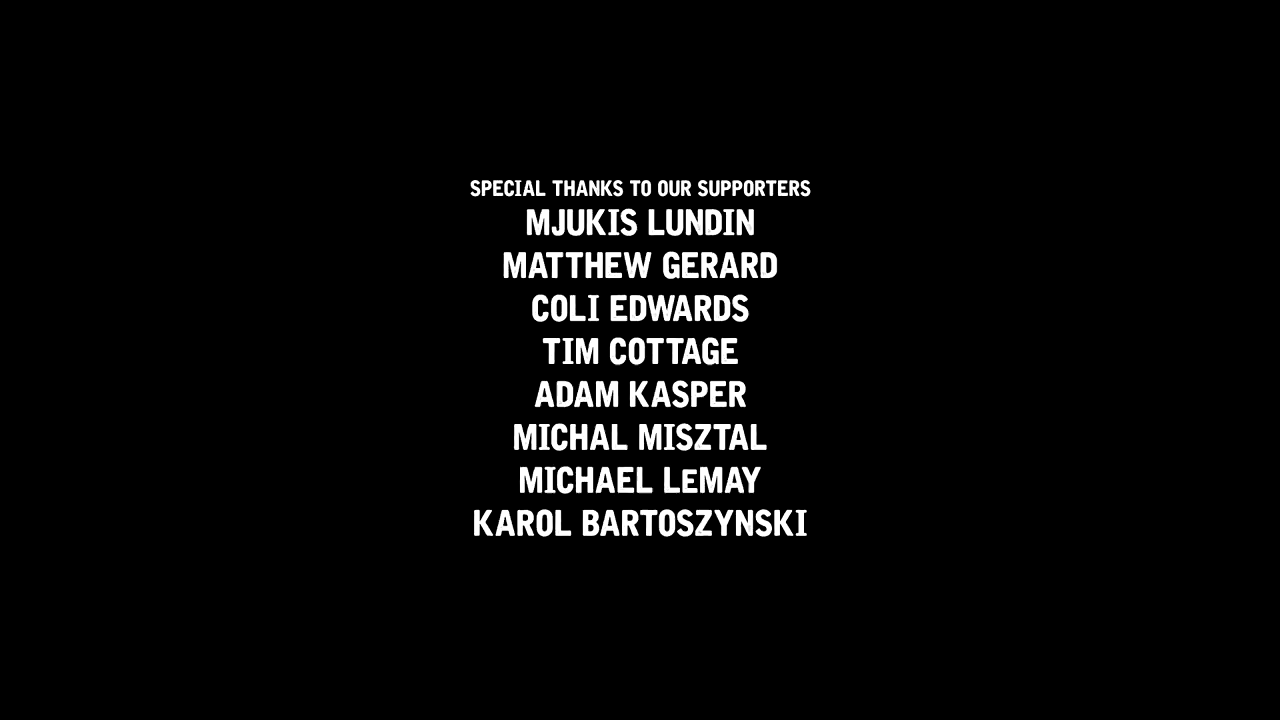 SPECIAL THANKS TO OUR SUPPORTERS
MJUKIS LUNDIN
MATTHEW GERARD
COLI EDWARDS
TIM COTTAGE
ADAM KASPER
MICHAL MISZTAL
MICHAEL LeMAY
KAROL BARTOSZYNSKI